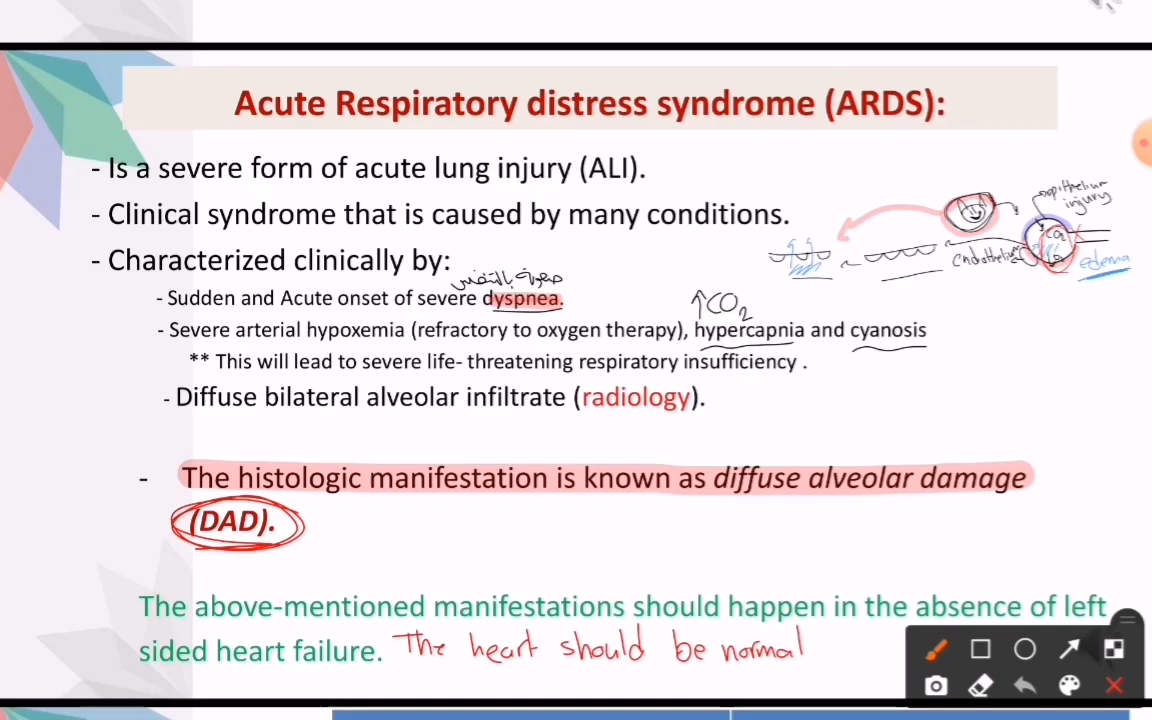 Acute Respiratory distress syndrome (ARDS):
- Is a severe form of acute lung injury (ALI).
- Clinical syndrome that is caused by many conditions.
epithelium
injury
CO2
endothelium
edema
- Characterized clinically by:
صعوبة بالتنفس
- Sudden and Acute onset of severe dyspnea.
↑CO2
- Severe arterial hypoxemia (refractory to oxygen therapy), hypercapnia and cyanosis
** This will lead to severe life- threatening respiratory insufficiency .
- Diffuse bilateral alveolar infiltrate (radiology).
- The histologic manifestation is known as diffuse alveolar damage
(DAD).
The above-mentioned manifestations should happen in the absence of left
sided heart failure. The heart should be normal